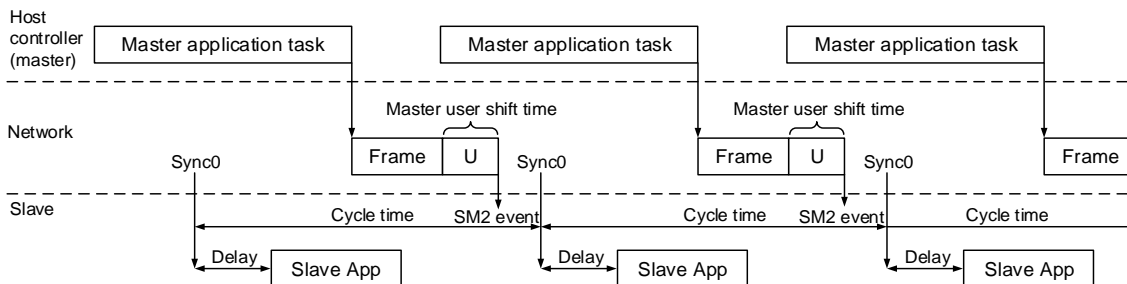 Host
controller
(master)
Master application task
Master application task
Master application task
Master user shift time
Master user shift time
Network
Frame
U
Frame
U
Frame
Sync0
Sync0
Sync0
Slave
Cycle time
SM2 event
Cycle time
SM2 event
Cycle time
Delay
Slave App
Delay
Slave App
Delay
Slave App